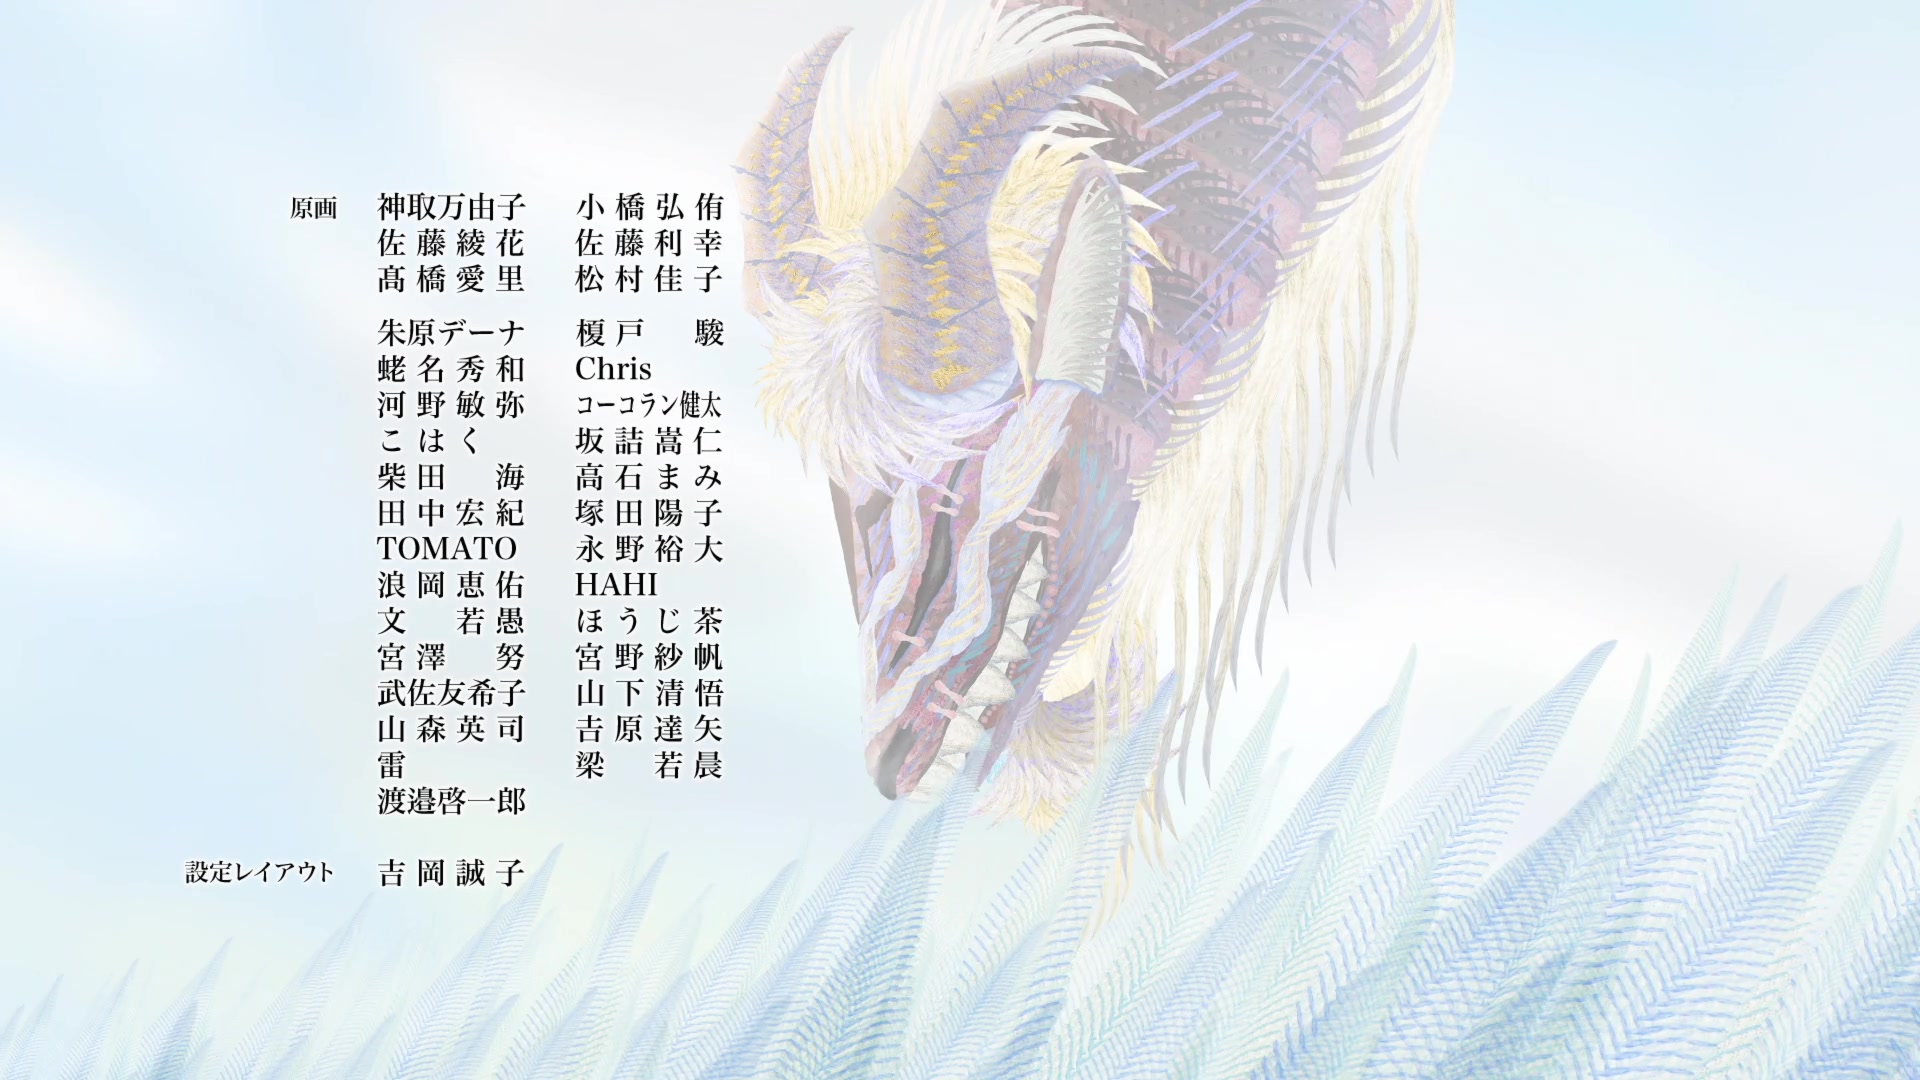 原画 神取万由子 小橋弘侑
佐藤綾花 佐藤利幸
髙橋愛里 松村佳子
朱原デーナ 榎戸 駿
蛯名秀和 Chris
河野敏弥 コーコラン健太
こはく 坂詰嵩仁
柴田 海 高石まみ
田中宏紀 塚田陽子
TOMATO 永野裕大
浪岡恵佑 HAHI
文 若愚 ほうじ茶
宮澤 努 宮野紗帆
武佐友希子 山下清悟
山森英司 𠮷原達矢
雷 梁 若晨
渡邉啓一郎
設定レイアウト 吉岡誠子